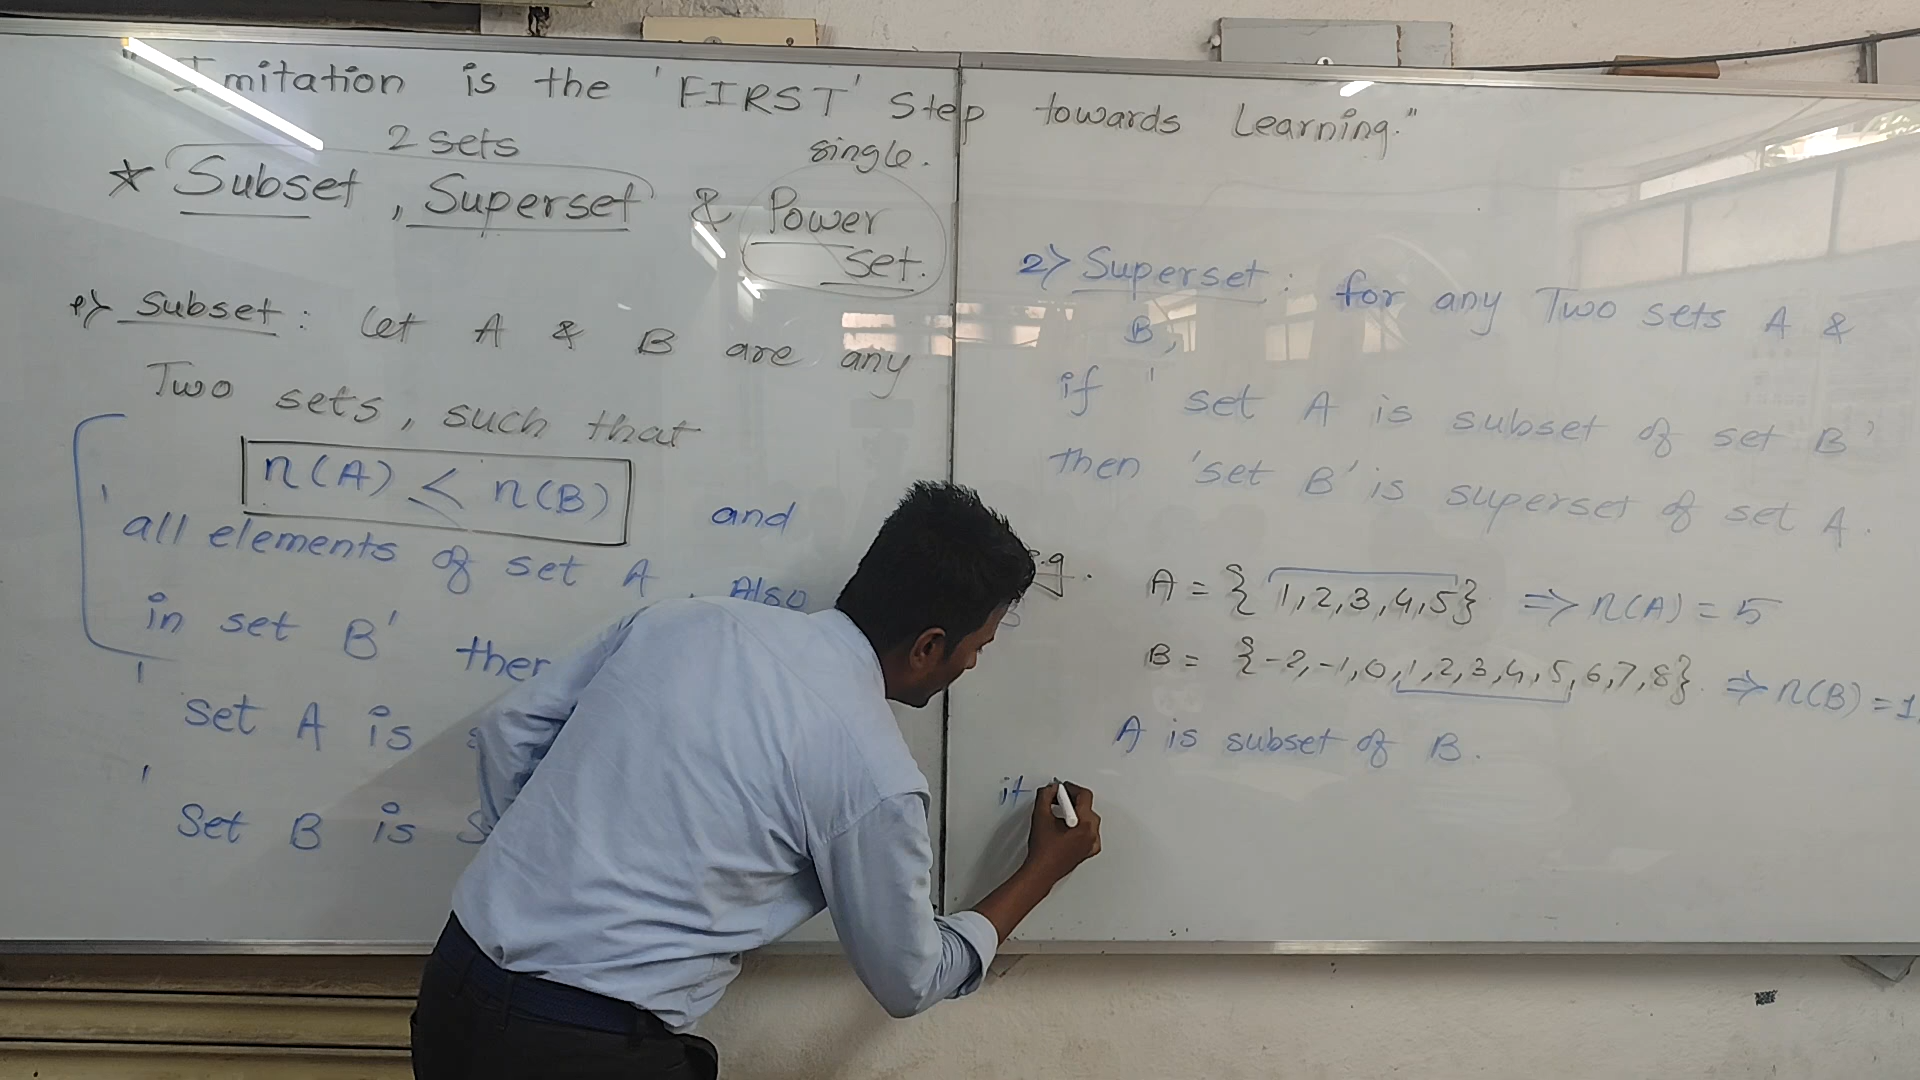 "Imitation is the 'FIRST' Step towards Learning."
2 sets single.
* Subset, Superset & Power
set.
1> Subset: Let A & B are any
Two sets, such that
n(A) < n(B) and
'all elements of set A Also
in set B'
'set A is
'Set B is
2> Superset: for any Two sets A &
B,
if 'set A is subset of set B'
then 'set B' is superset of set A.
e.g.
A = { 1,2,3,4,5} => n(A) = 5
B = {-2,-1,0,1,2,3,4,5,6,7,8} => n(B) = 1
A is subset of B.
it